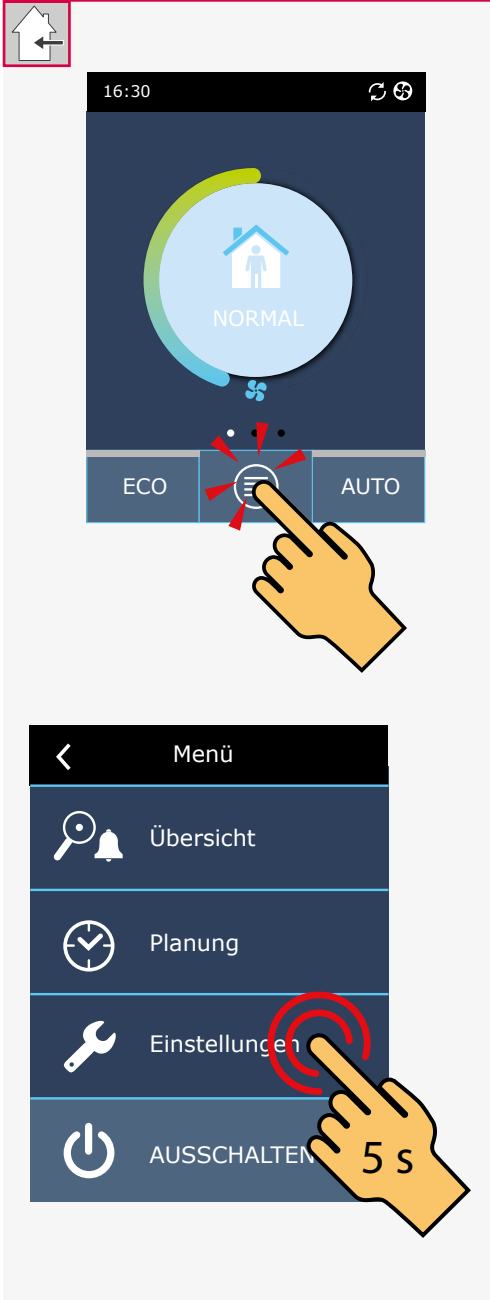 16:30
NORMAL
ECO
AUTO
Menü
Übersicht
Planung
Einstellungen
AUSSCHALTEN
5 s